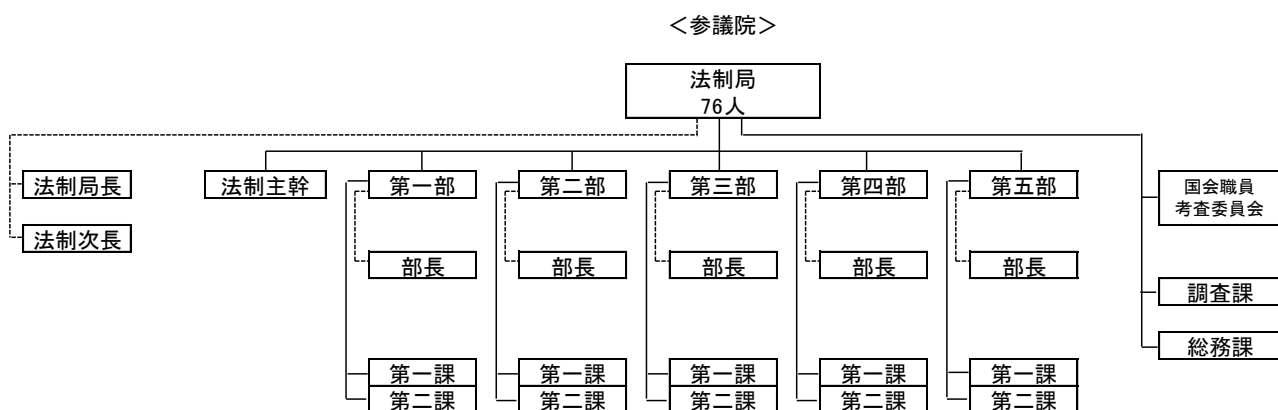 ＜参議院＞
法制局
76人
法制局長
法制主幹
第一部
第二部
第三部
第四部
第五部
国会職員
考査委員会
法制次長
部長
部長
部長
部長
部長
調査課
総務課
第一課
第一課
第一課
第一課
第一課
第二課
第二課
第二課
第二課
第二課